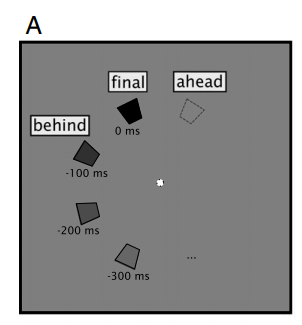 A
final ahead
0 ms
behind
-100 ms
-200 ms
...
-300 ms